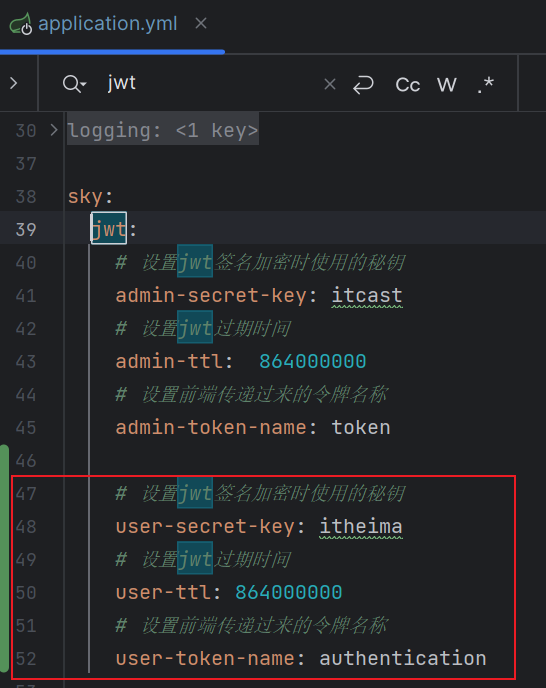 application.yml
jwt
Cc W .*
30 logging: <1 key>
37
38 sky:
39 jwt:
40 # 设置jwt签名加密时使用的秘钥
41 admin-secret-key: itcast
42 # 设置jwt过期时间
43 admin-ttl: 864000000
44 # 设置前端传递过来的令牌名称
45 admin-token-name: token
46
47 # 设置jwt签名加密时使用的秘钥
48 user-secret-key: itheima
49 # 设置jwt过期时间
50 user-ttl: 864000000
51 # 设置前端传递过来的令牌名称
52 user-token-name: authentication